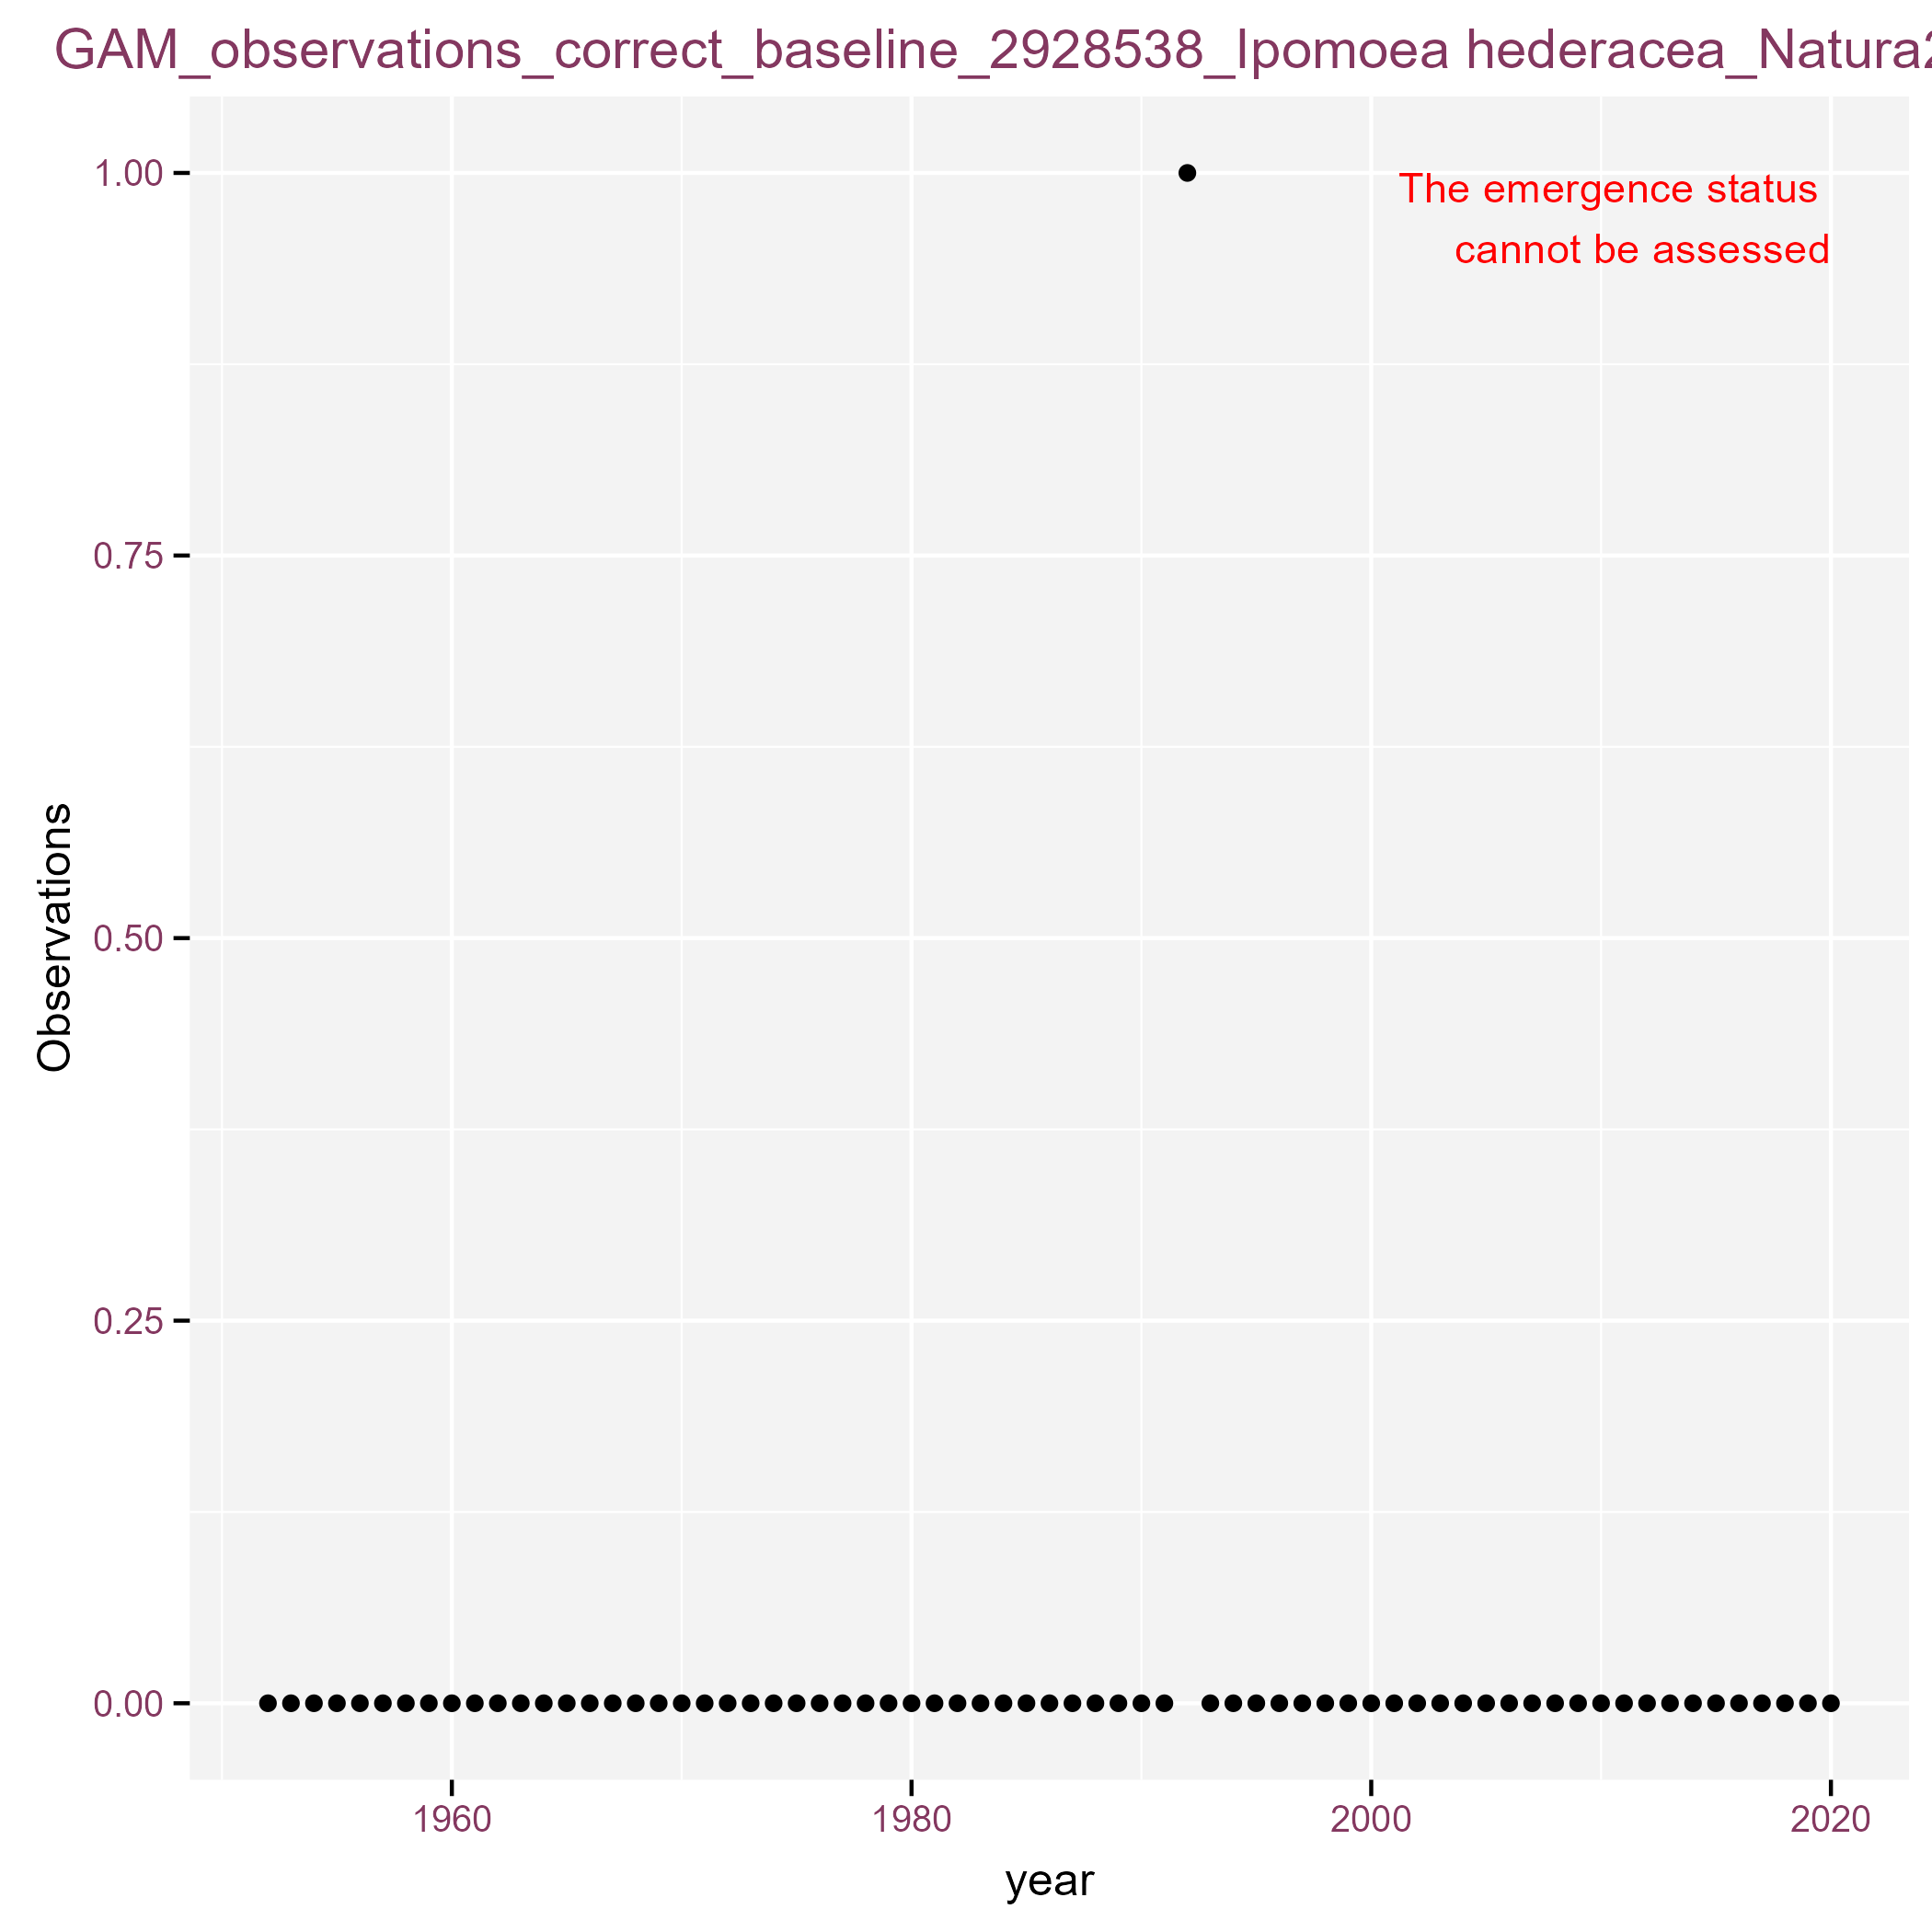 GAM_observations_correct_baseline_2928538_Ipomoea hederacea_Natura2
The emergence status
cannot be assessed
1.00
0.75
0.50
0.25
0.00
Observations
1960 1980 2000 2020
year